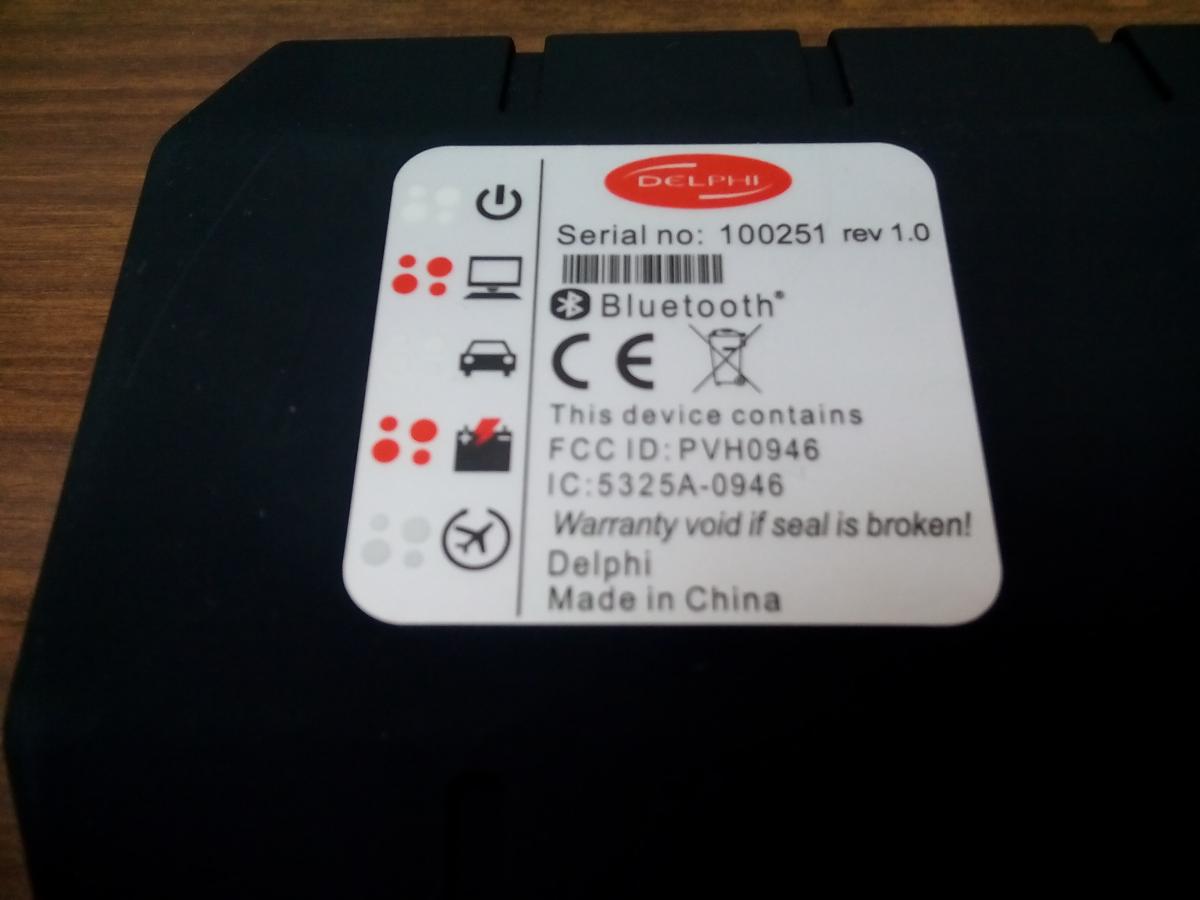 DELPHI
Serial no: 100251 rev 1.0
Bluetooth®
CE
This device contains
FCC ID: PVH0946
IC:5325A-0946
Warranty void if seal is broken!
Delphi
Made in China